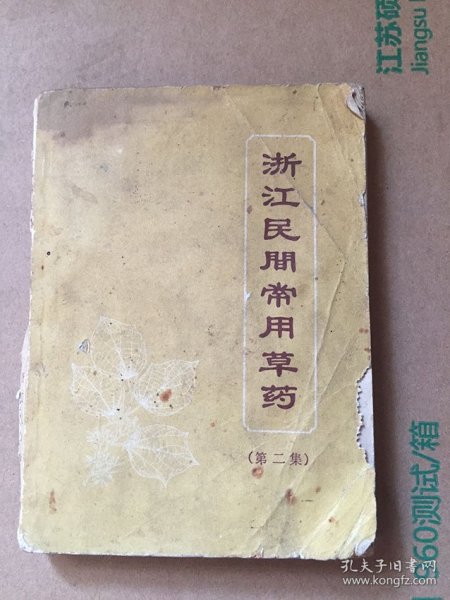 浙江民間常用草药
(第二集)
江苏硕
Jiangsu
960测试/箱
孔夫子旧书网
www.kongfz.com